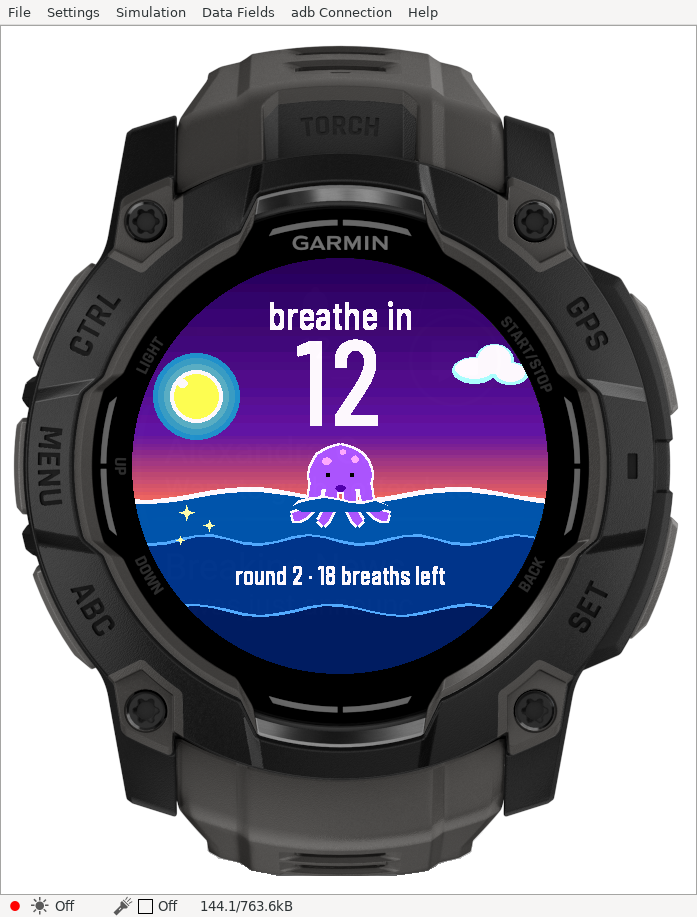 File Settings Simulation Data Fields adb Connection Help
TORCH
GARMIN
CTRL
GPS
LIGHT
START/STOP
breathe in
12
MENU
UP
round 2 · 18 breaths left
DOWN
BACK
ABC
SET
Off Off 144.1/763.6kB